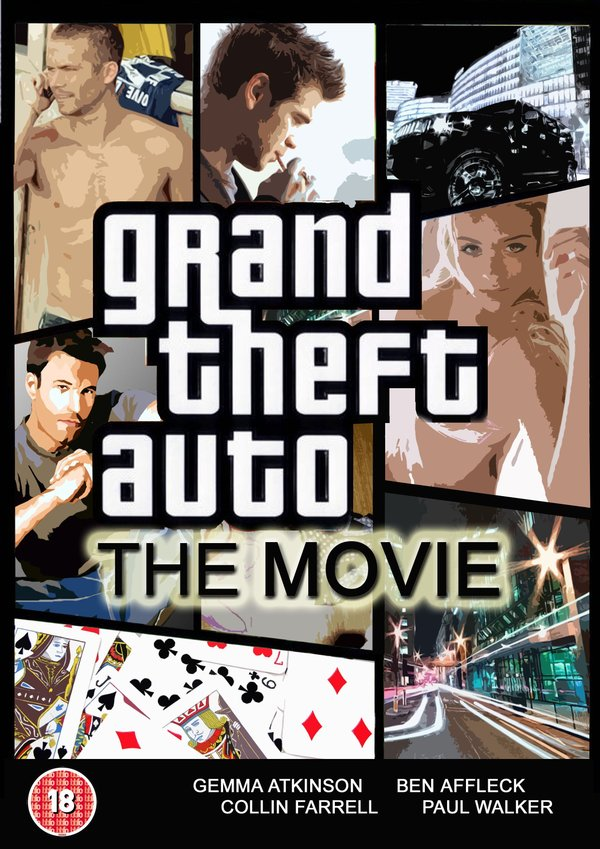 grand
theft
auto
THE MOVIE
18
GEMMA ATKINSON BEN AFFLECK
COLLIN FARRELL PAUL WALKER